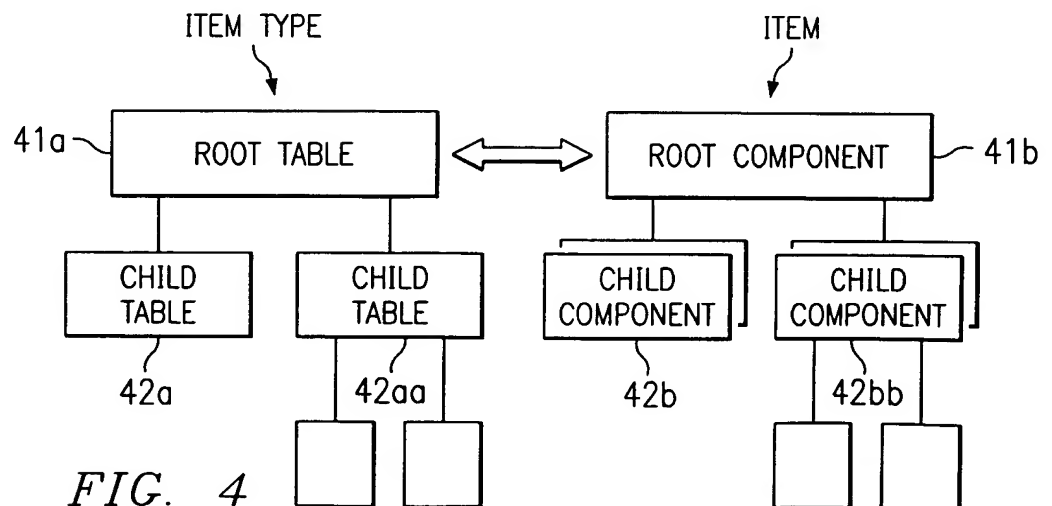 ITEM TYPE
ITEM
41a
ROOT TABLE
ROOT COMPONENT
41b
CHILD
TABLE
CHILD
TABLE
CHILD
COMPONENT
CHILD
COMPONENT
42a
42aa
42b
42bb
FIG. 4